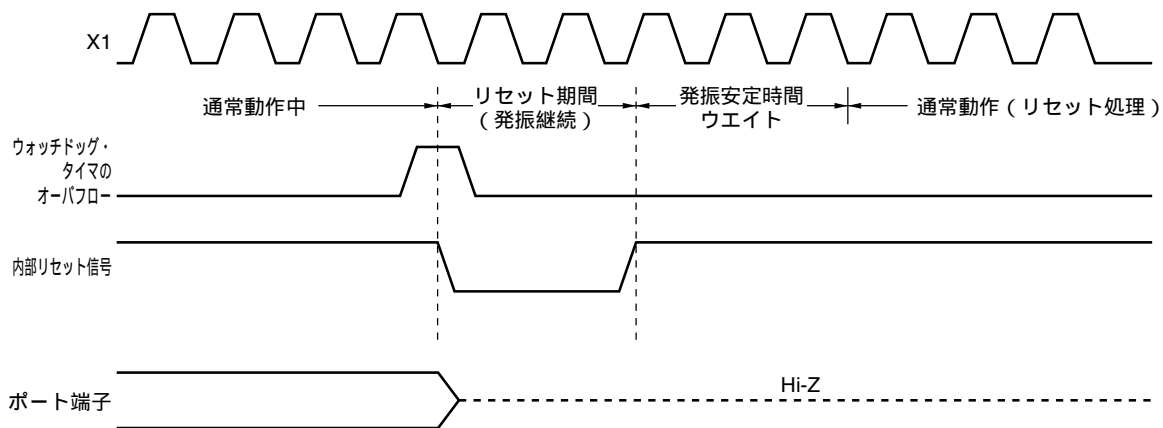 X1
通常動作中
リセット期間
（発振継続）
発振安定時間
ウエイト
通常動作（リセット処理）
ウォッチドッグ・
タイマの
オーバフロー
内部リセット信号
ポート端子
Hi-Z